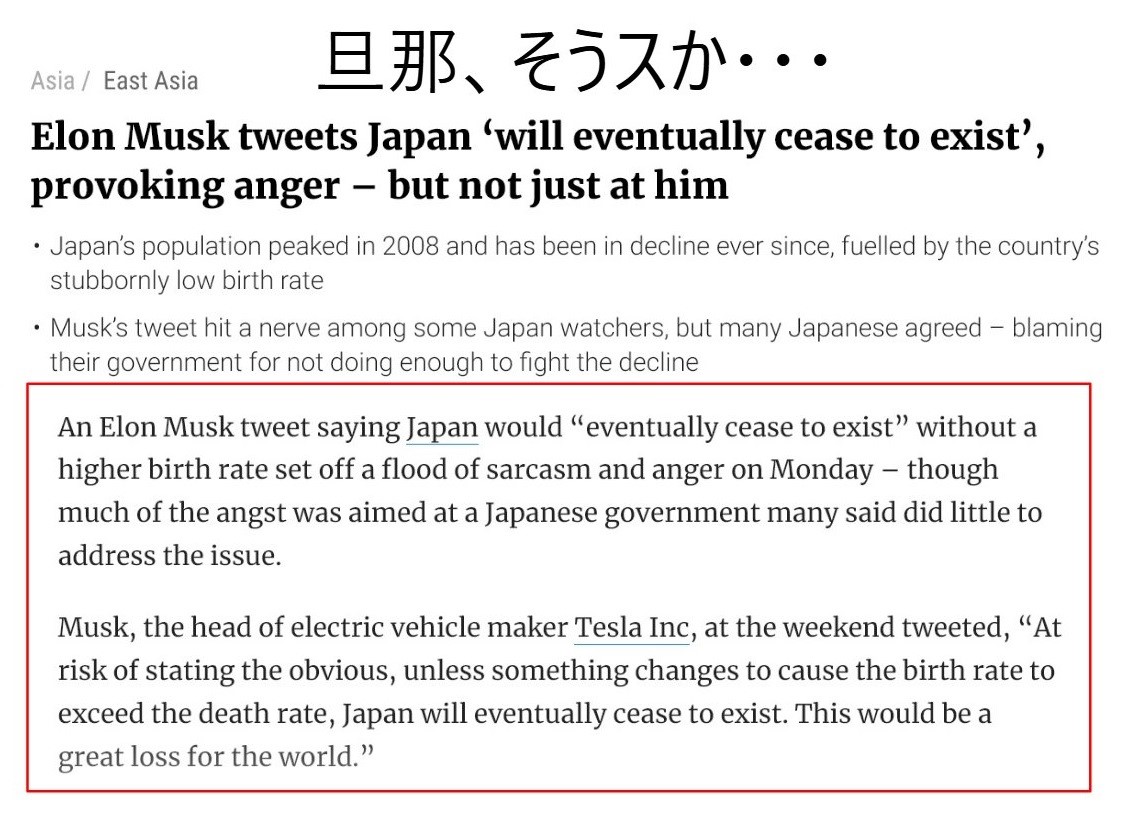 旦那、そうスか・・・
Asia / East Asia
Elon Musk tweets Japan ‘will eventually cease to exist’,
provoking anger – but not just at him
• Japan’s population peaked in 2008 and has been in decline ever since, fuelled by the country’s
stubbornly low birth rate
• Musk’s tweet hit a nerve among some Japan watchers, but many Japanese agreed – blaming
their government for not doing enough to fight the decline
An Elon Musk tweet saying Japan would “eventually cease to exist” without a
higher birth rate set off a flood of sarcasm and anger on Monday – though
much of the angst was aimed at a Japanese government many said did little to
address the issue.
Musk, the head of electric vehicle maker Tesla Inc, at the weekend tweeted, “At
risk of stating the obvious, unless something changes to cause the birth rate to
exceed the death rate, Japan will eventually cease to exist. This would be a
great loss for the world.”